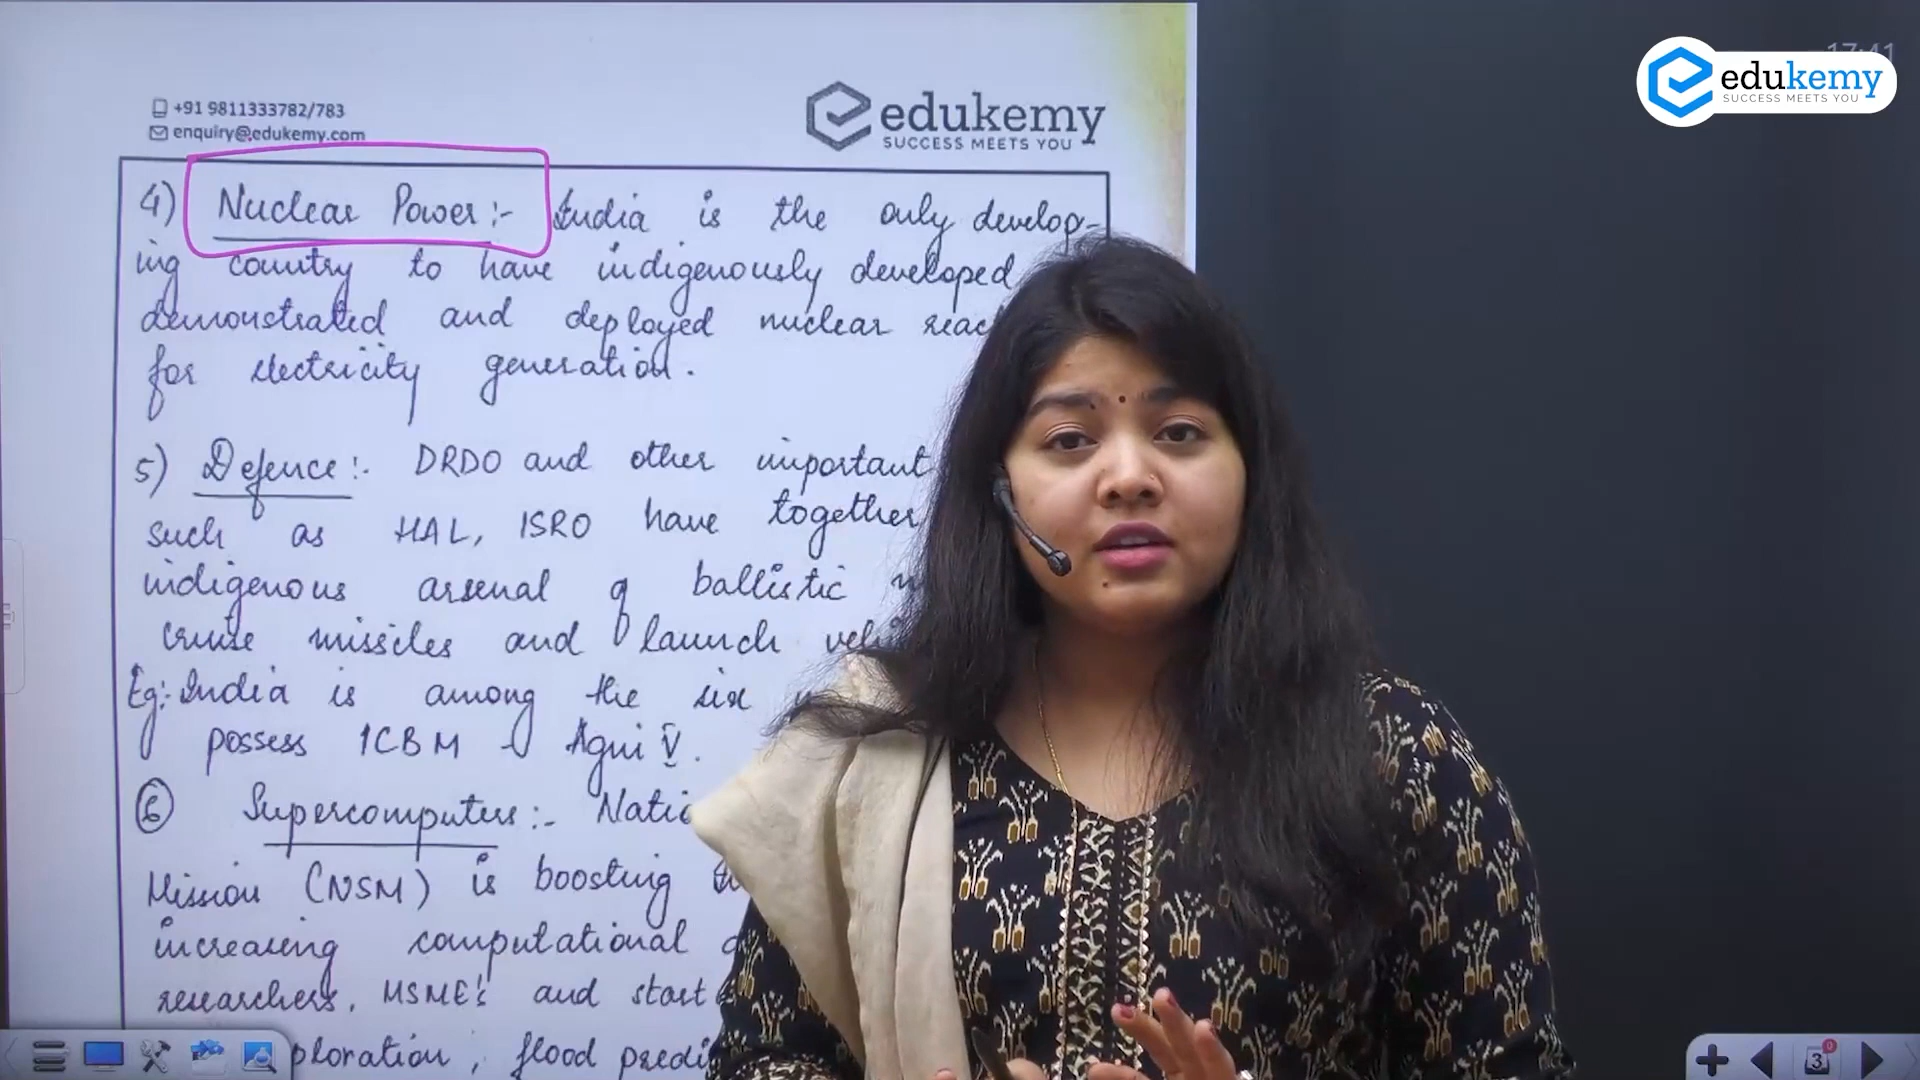 17:41
edukemy
SUCCESS MEETS YOU
+91 9811333782/783
enquiry@edukemy.com
edukemy
SUCCESS MEETS YOU
4) Nuclear Power:- India is the only develop-
ing country to have indigenously developed
demonstrated and deployed nuclear
for electricity generation.
5) Defence:- DRDO and other important
such as HAL, ISRO have together
indigenous arsenal of ballistic
cruise missiles and launch
Eg:- India is among the six
possess ICBM - Agni V.
6 Supercomputers:-
Mission (NSM) is boosting
increasing computational
researchers, MSME's and start
ploration, flood
3
0